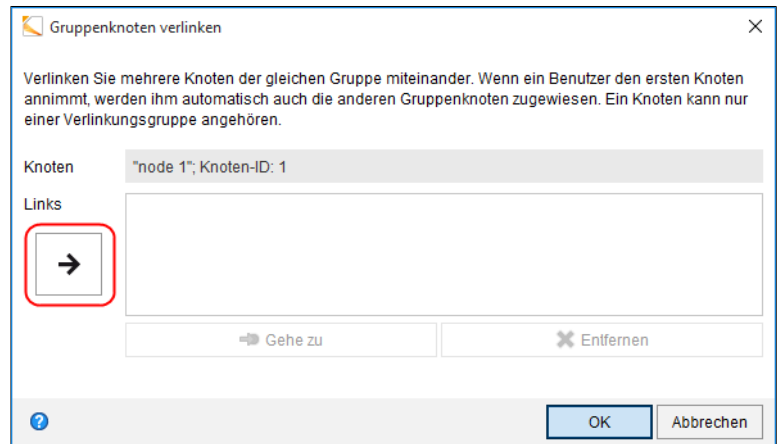 Gruppenknoten verlinken
Verlinken Sie mehrere Knoten der gleichen Gruppe miteinander. Wenn ein Benutzer den ersten Knoten
annimmt, werden ihm automatisch auch die anderen Gruppenknoten zugewiesen. Ein Knoten kann nur
einer Verlinkungsgruppe angehören.
Knoten "node 1"; Knoten-ID: 1
Links
Gehe zu Entfernen
OK Abbrechen